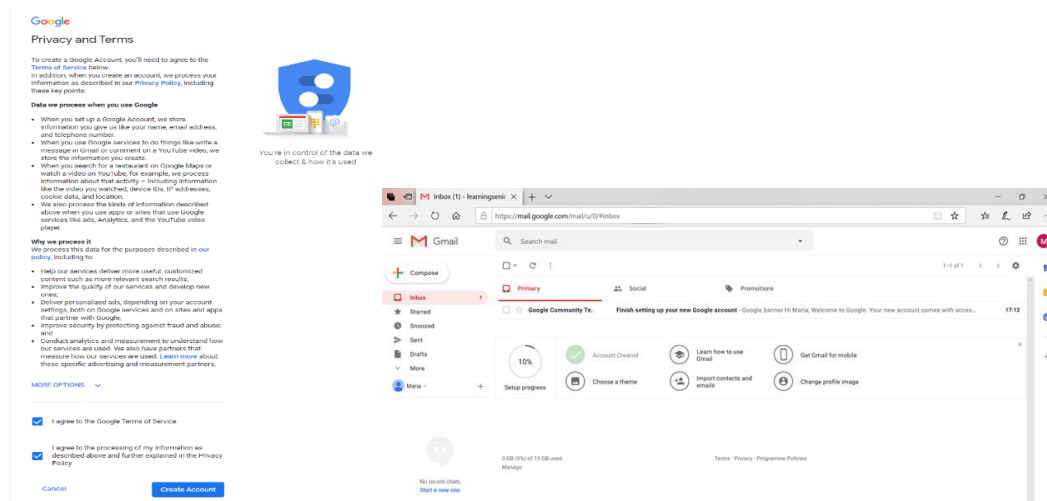 Google
Privacy and Terms
To create a Google Account, you'll need to agree to the
Terms of Service below.
In addition, when you create an account, we process your
information as described in our Privacy Policy, including
these key points:
Data we process when you use Google
• When you set up a Google Account, we store
information you give us like your name, email address,
and telephone number.
• When you use Google services to do things like write a
message in Gmail or comment on a YouTube video, we
store the information you create.
• When you search for a restaurant on Google Maps or
watch a video on YouTube, for example, we process
information about that activity – including information
like the video you watched, device IDs, IP addresses,
cookie data, and location.
• We also process the kinds of information described
above when you use apps or sites that use Google
services like ads, Analytics, and the YouTube video
player.
Why we process it
We process this data for the purposes described in our
policy, including to:
• Help our services deliver more useful, customized
content such as more relevant search results;
• Improve the quality of our services and develop new
ones;
• Deliver personalized ads, depending on your account
settings, both on Google services and on sites and apps
that partner with Google;
• Improve security by protecting against fraud and abuse;
and
• Conduct analytics and measurement to understand how
our services are used. We also have partners that
measure how our services are used. Learn more about
these specific advertising and measurement partners.
MORE OPTIONS
I agree to the Google Terms of Service
I agree to the processing of my information as
described above and further explained in the Privacy
Policy
Cancel
Create Account
You're in control of the data we
collect & how it's used
Inbox (1) - learningseni
https://mail.google.com/mail/u/0/#inbox
Gmail
Search mail
M
Compose
1–1 of 1
Primary
Social
Promotions
Inbox 1
Starred
Snoozed
Sent
Drafts
More
Maria
Google Community Te. Finish setting up your new Google account - Google banner Hi Maria, Welcome to Google. Your new account comes with acces... 17:12
10%
Setup progress
Account Created
Learn how to use
Gmail
Get Gmail for mobile
Choose a theme
Import contacts and
emails
Change profile image
0 GB (0%) of 15 GB used
Manage
Terms · Privacy · Programme Policies
No recent chats
Start a new one